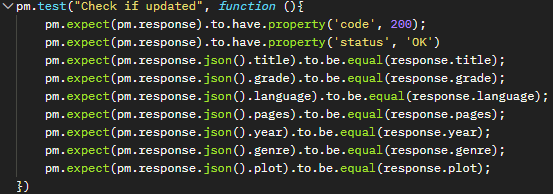 pm.test("Check if updated", function (){
pm.expect(pm.response).to.have.property('code', 200);
pm.expect(pm.response).to.have.property('status', 'OK')
pm.expect(pm.response.json().title).to.be.equal(response.title);
pm.expect(pm.response.json().grade).to.be.equal(response.grade);
pm.expect(pm.response.json().language).to.be.equal(response.language);
pm.expect(pm.response.json().pages).to.be.equal(response.pages);
pm.expect(pm.response.json().year).to.be.equal(response.year);
pm.expect(pm.response.json().genre).to.be.equal(response.genre);
pm.expect(pm.response.json().plot).to.be.equal(response.plot);
})